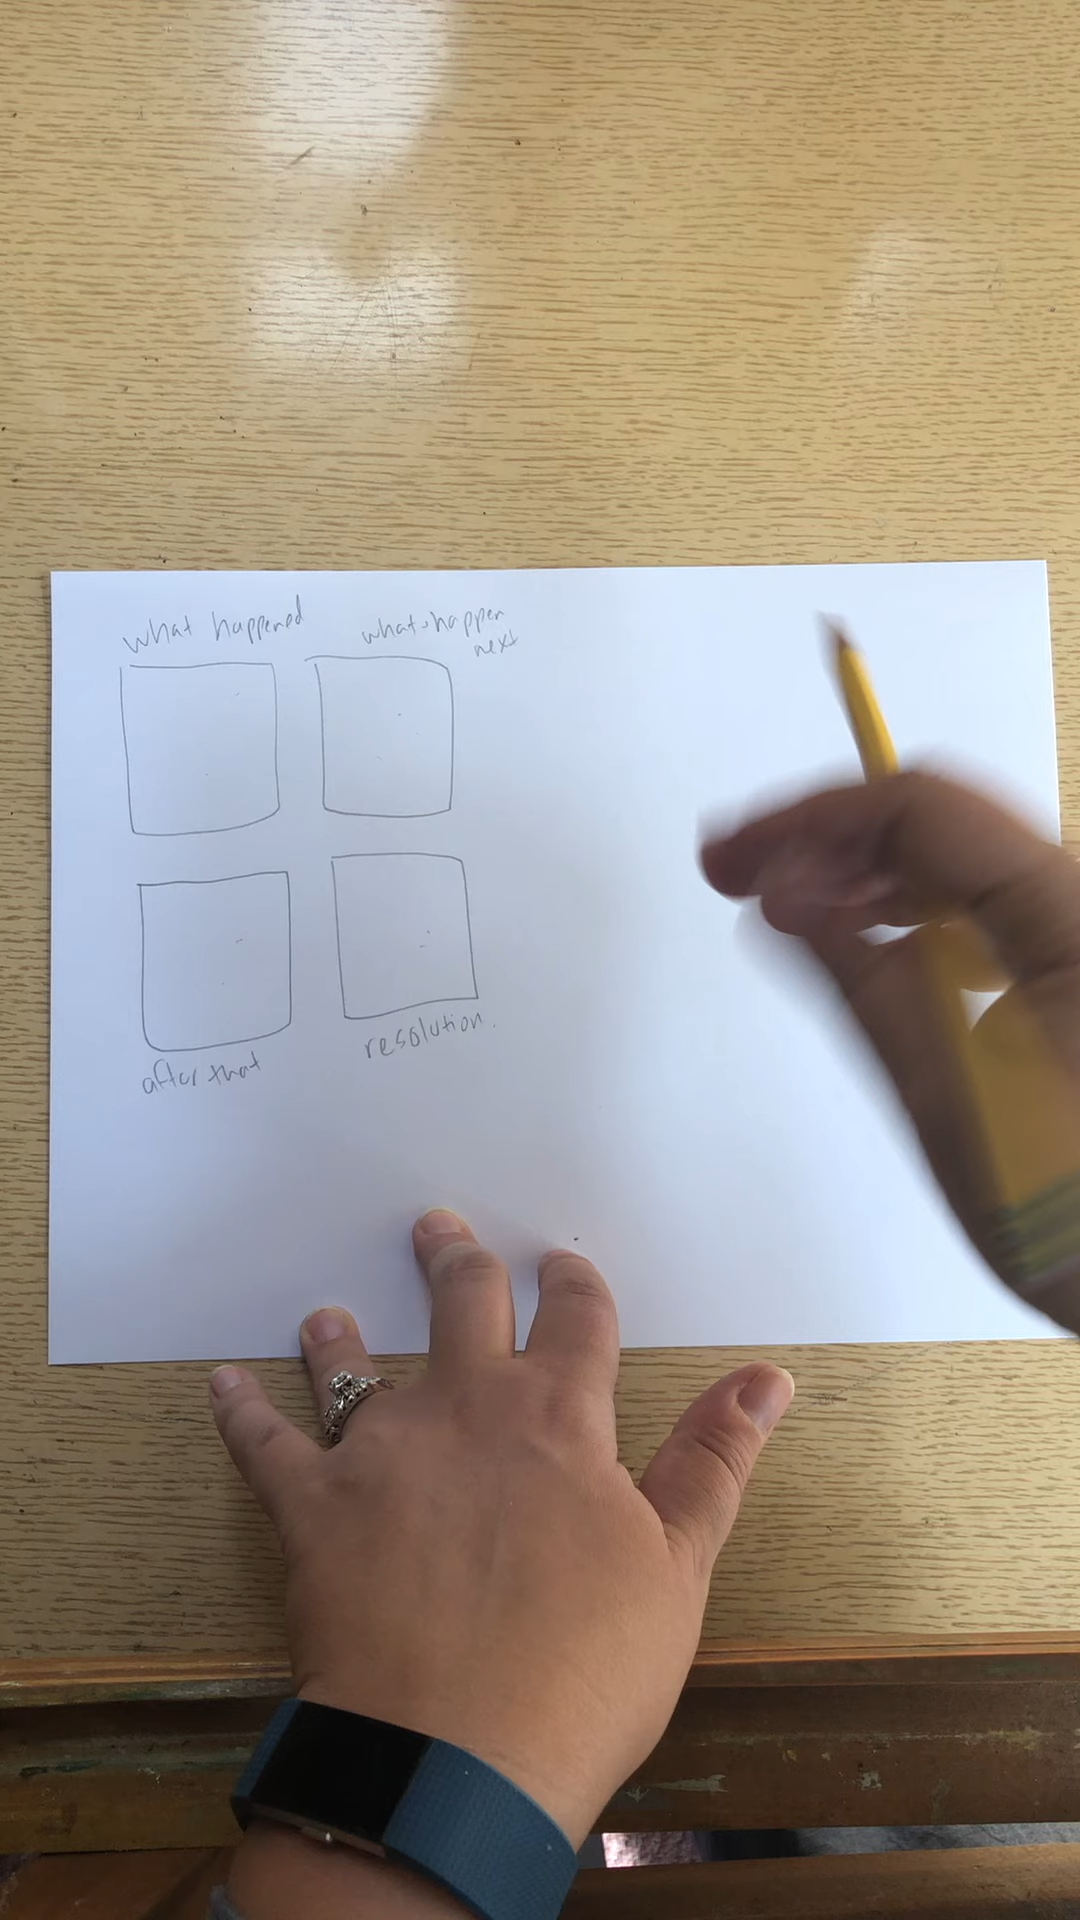 what happened
what happen
next
after that
resolution.